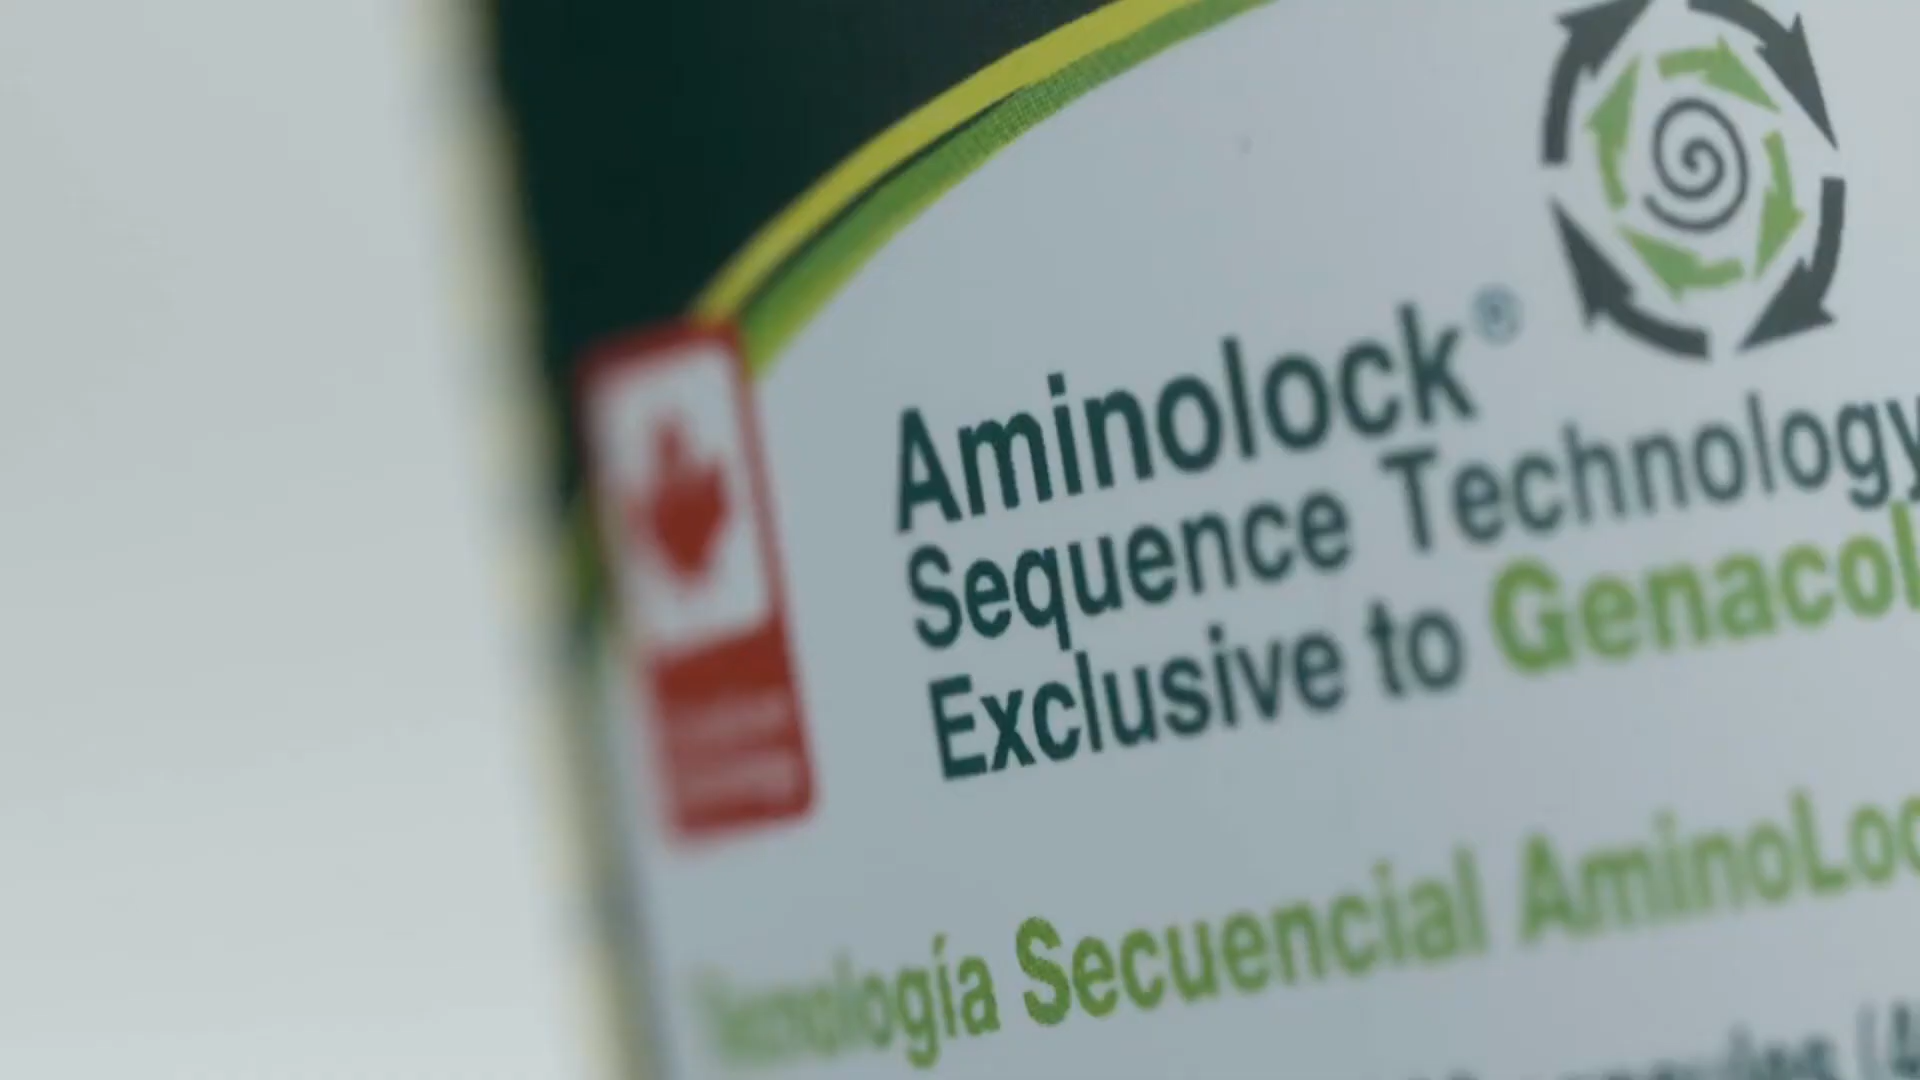 Aminolock®
Sequence Technology
Exclusive to Genacol
Tecnología Secuencial AminoLoc